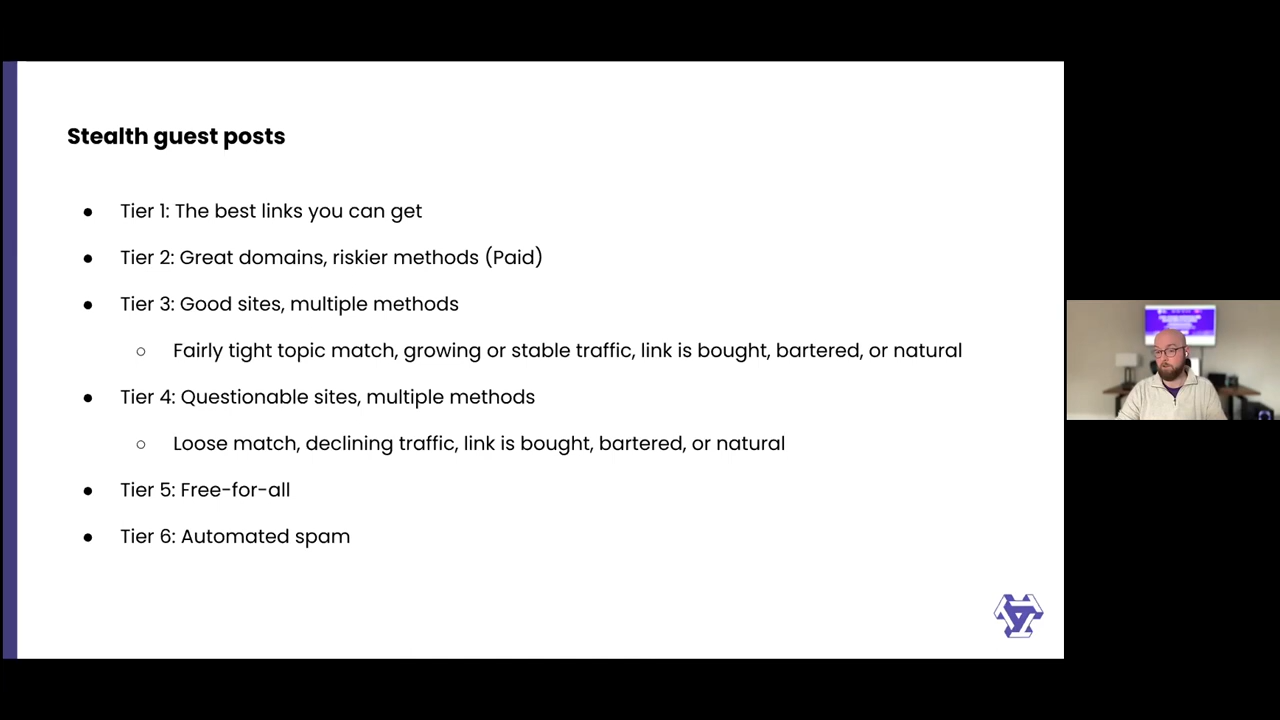 Stealth guest posts
● Tier 1: The best links you can get
● Tier 2: Great domains, riskier methods (Paid)
● Tier 3: Good sites, multiple methods
○ Fairly tight topic match, growing or stable traffic, link is bought, bartered, or natural
● Tier 4: Questionable sites, multiple methods
○ Loose match, declining traffic, link is bought, bartered, or natural
● Tier 5: Free-for-all
● Tier 6: Automated spam